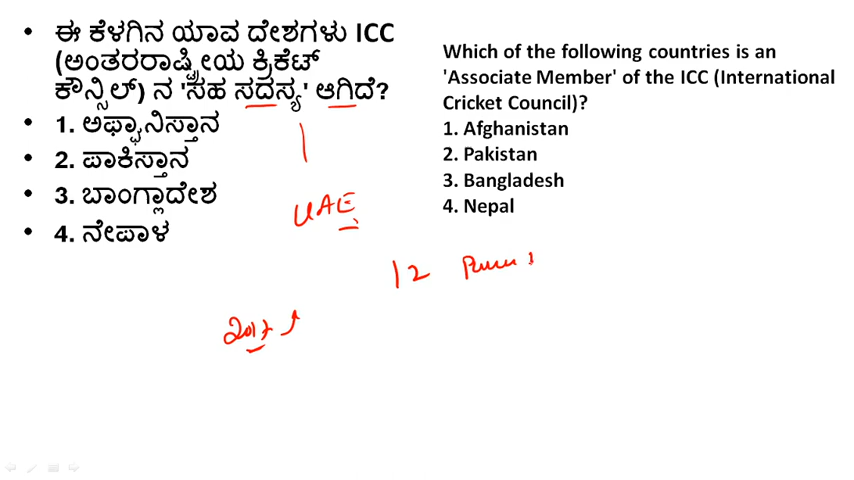 • ಈ ಕೆಳಗಿನ ಯಾವ ದೇಶಗಳು ICC
(ಅಂತರರಾಷ್ಟ್ರೀಯ ಕ್ರಿಕೆಟ್
ಕೌನ್ಸಿಲ್) ನ 'ಸಹ ಸದಸ್ಯ' ಆಗಿದೆ?
• 1. ಅಫ್ಘಾನಿಸ್ತಾನ
• 2. ಪಾಕಿಸ್ತಾನ
• 3. ಬಾಂಗ್ಲಾದೇಶ
• 4. ನೇಪಾಳ
Which of the following countries is an
'Associate Member' of the ICC (International
Cricket Council)?
1. Afghanistan
2. Pakistan
3. Bangladesh
4. Nepal
UAE
12
2017